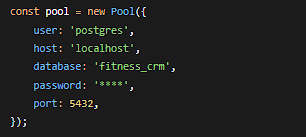 const pool = new Pool({
user: 'postgres',
host: 'localhost',
database: 'fitness_crm',
password: '****',
port: 5432,
});